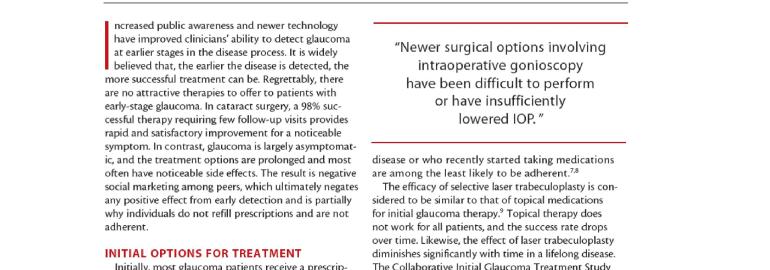 Increased public awareness and newer technology
have improved clinicians' ability to detect glaucoma
at earlier stages in the disease process. It is widely
believed that, the earlier the disease is detected, the
more successful treatment can be. Regrettably, there
are no attractive therapies to offer to patients with
early-stage glaucoma. In cataract surgery, a 98% suc-
cessful therapy requiring few follow-up visits provides
rapid and satisfactory improvement for a noticeable
symptom. In contrast, glaucoma is largely asymptomat-
ic, and the treatment options are prolonged and most
often have noticeable side effects. The result is negative
social marketing among peers, which ultimately negates
any positive effect from early detection and is partially
why individuals do not refill prescriptions and are not
adherent.
INITIAL OPTIONS FOR TREATMENT
Initially, most glaucoma patients receive a prescrip-
"Newer surgical options involving
intraoperative gonioscopy
have been difficult to perform
or have insufficiently
lowered IOP."
disease or who recently started taking medications
are among the least likely to be adherent.7,8
The efficacy of selective laser trabeculoplasty is con-
sidered to be similar to that of topical medications
for initial glaucoma therapy.9 Topical therapy does
not work for all patients, and the success rate drops
over time. Likewise, the effect of laser trabeculoplasty
diminishes significantly with time in a lifelong disease.
The Collaborative Initial Glaucoma Treatment Study